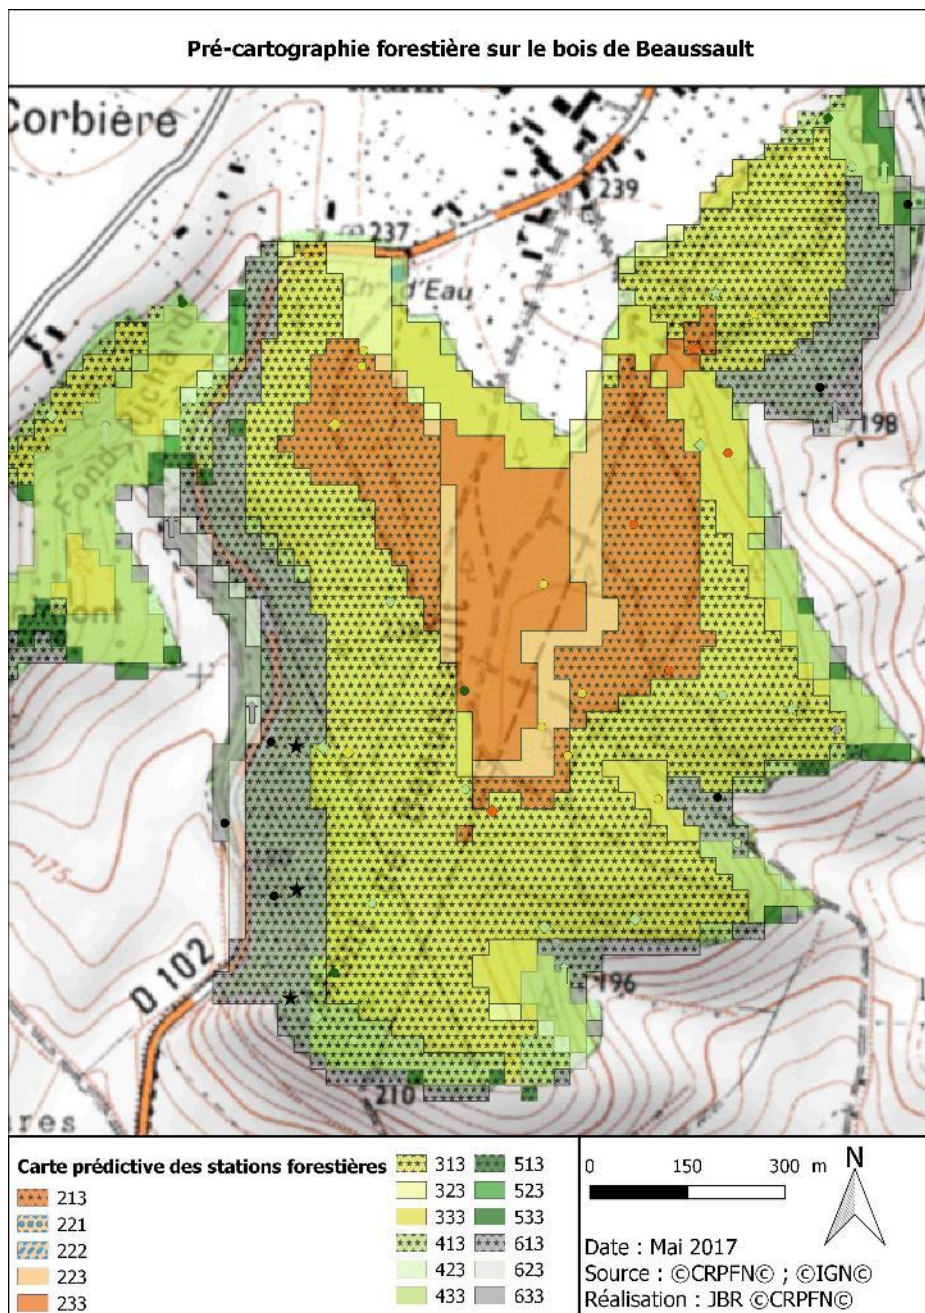 Pré-cartographie forestière sur le bois de Beaussault
Corbière
239
237
Chau d'Eau
198
D 102
175
196
210
res
Carte prédictive des stations forestières
213
221
222
223
233
313
323
333
413
423
433
513
523
533
613
623
633
0 150 300 m
N
Date : Mai 2017
Source : ©CRPFN© ; ©IGN©
Réalisation : JBR ©CRPFN©